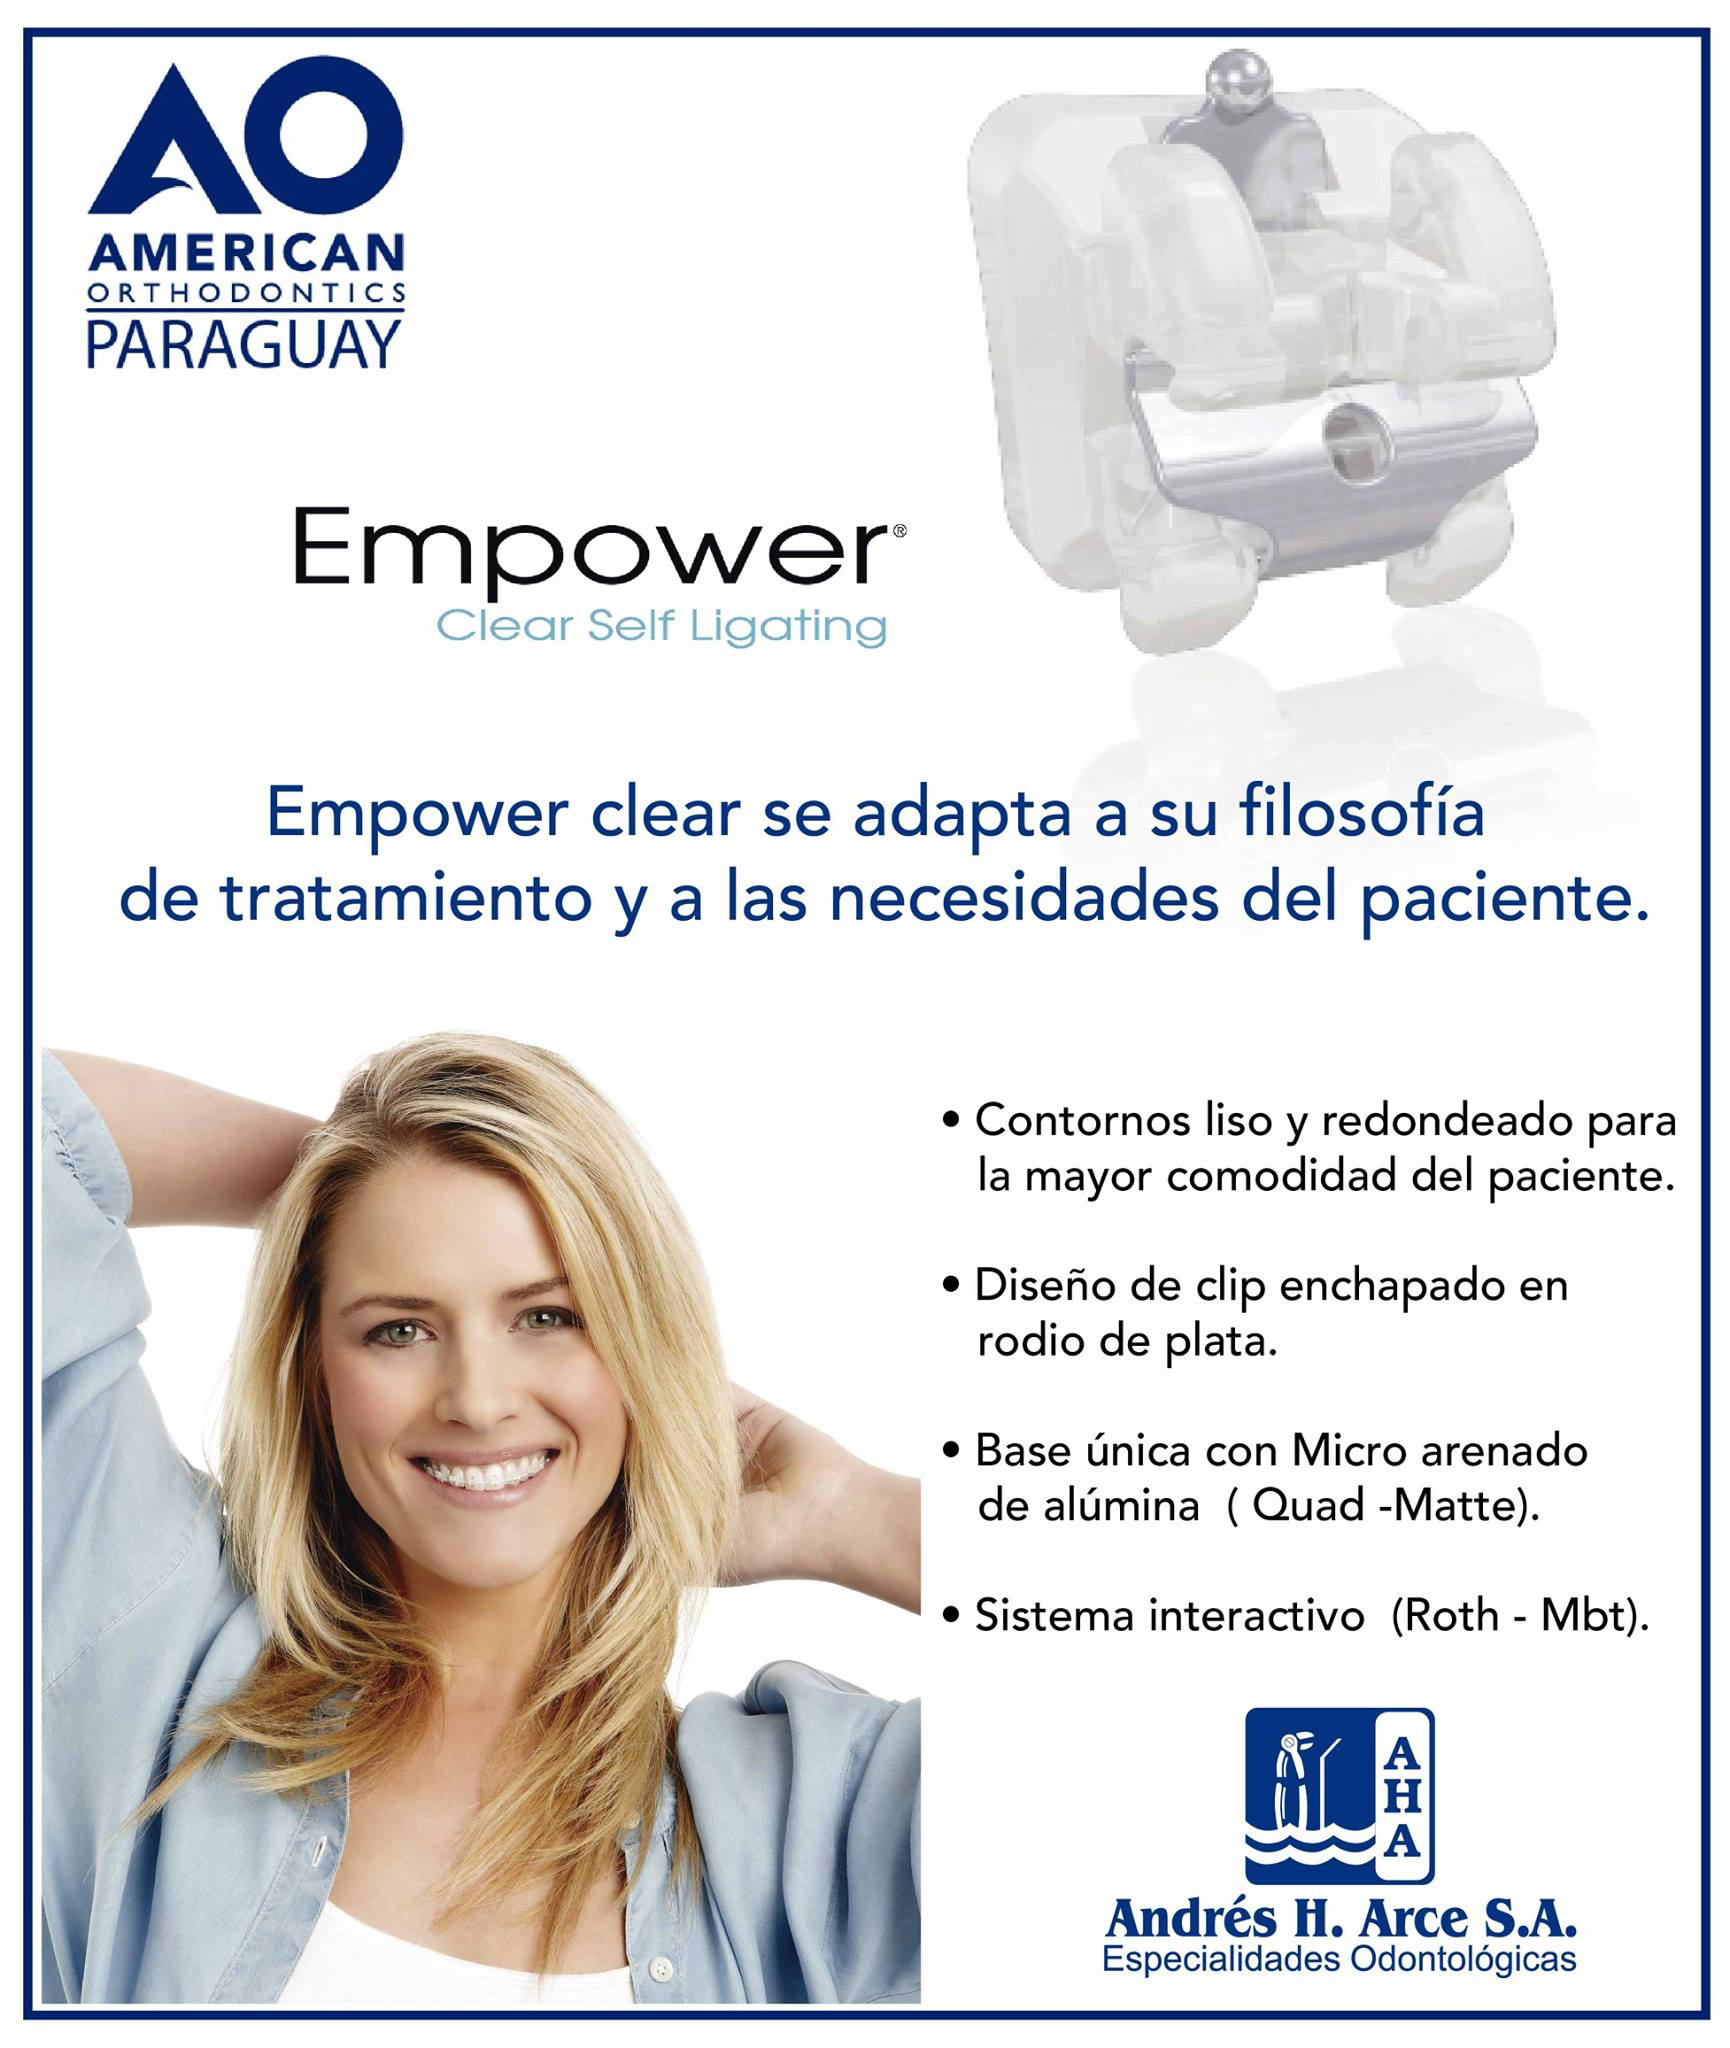 AO
AMERICAN
ORTHODONTICS
PARAGUAY
Empower®
Clear Self Ligating
Empower clear se adapta a su filosofía
de tratamiento y a las necesidades del paciente.
• Contornos liso y redondeado para
la mayor comodidad del paciente.
• Diseño de clip enchapado en
rodio de plata.
• Base única con Micro arenado
de alúmina ( Quad -Matte).
• Sistema interactivo (Roth - Mbt).
AHA
Andrés H. Arce S.A.
Especialidades Odontológicas